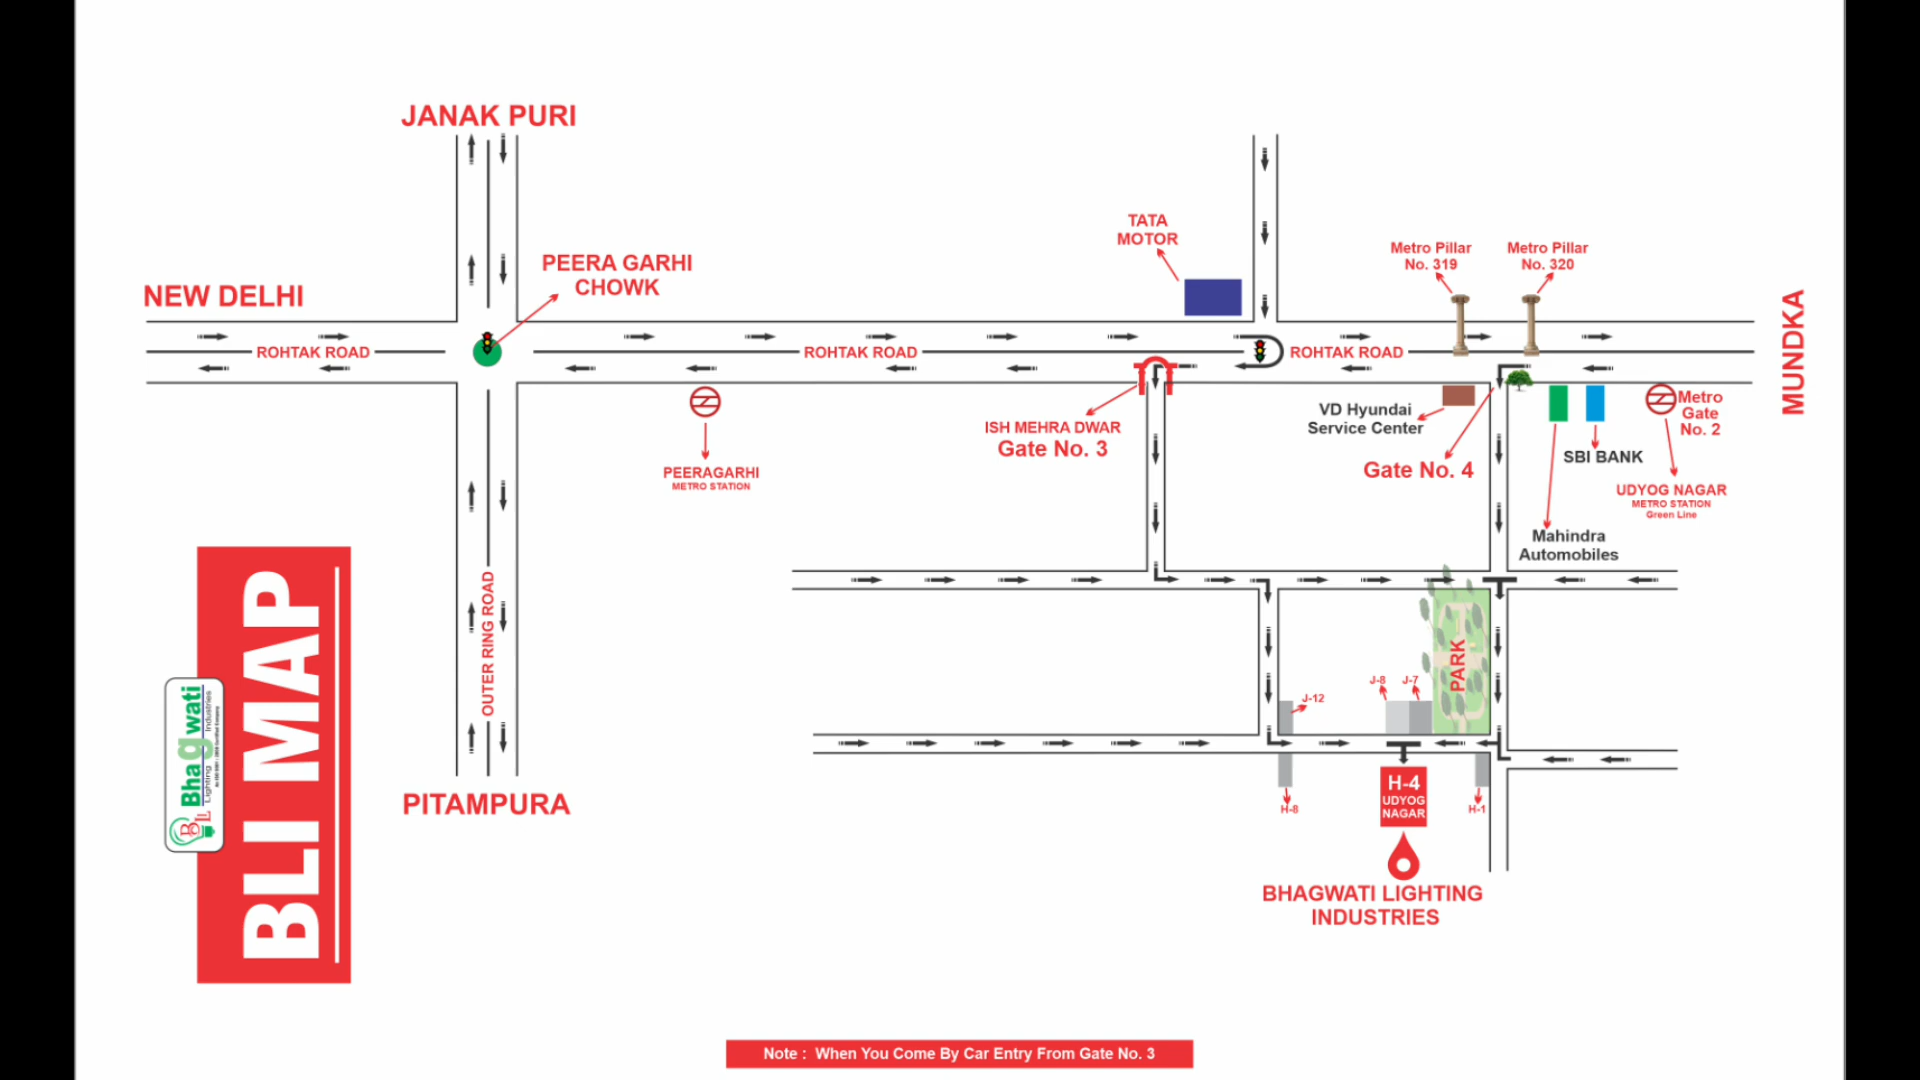 JANAK PURI
TATA
MOTOR
PEERA GARHI
CHOWK
Metro Pillar
No. 319
Metro Pillar
No. 320
NEW DELHI
MUNDKA
ROHTAK ROAD
ROHTAK ROAD
ROHTAK ROAD
VD Hyundai
Service Center
Metro
Gate
No. 2
ISH MEHRA DWAR
Gate No. 3
SBI BANK
Gate No. 4
PEERAGARHI
METRO STATION
UDYOG NAGAR
METRO STATION
Green Line
Mahindra
Automobiles
OUTER RING ROAD
PARK
J-8
J-7
J-12
BLI MAP
Bhagwati
Lighting Industries
BLI
PITAMPURA
H-4
UDYOG
NAGAR
H-8
H-1
BHAGWATI LIGHTING
INDUSTRIES
Note : When You Come By Car Entry From Gate No. 3